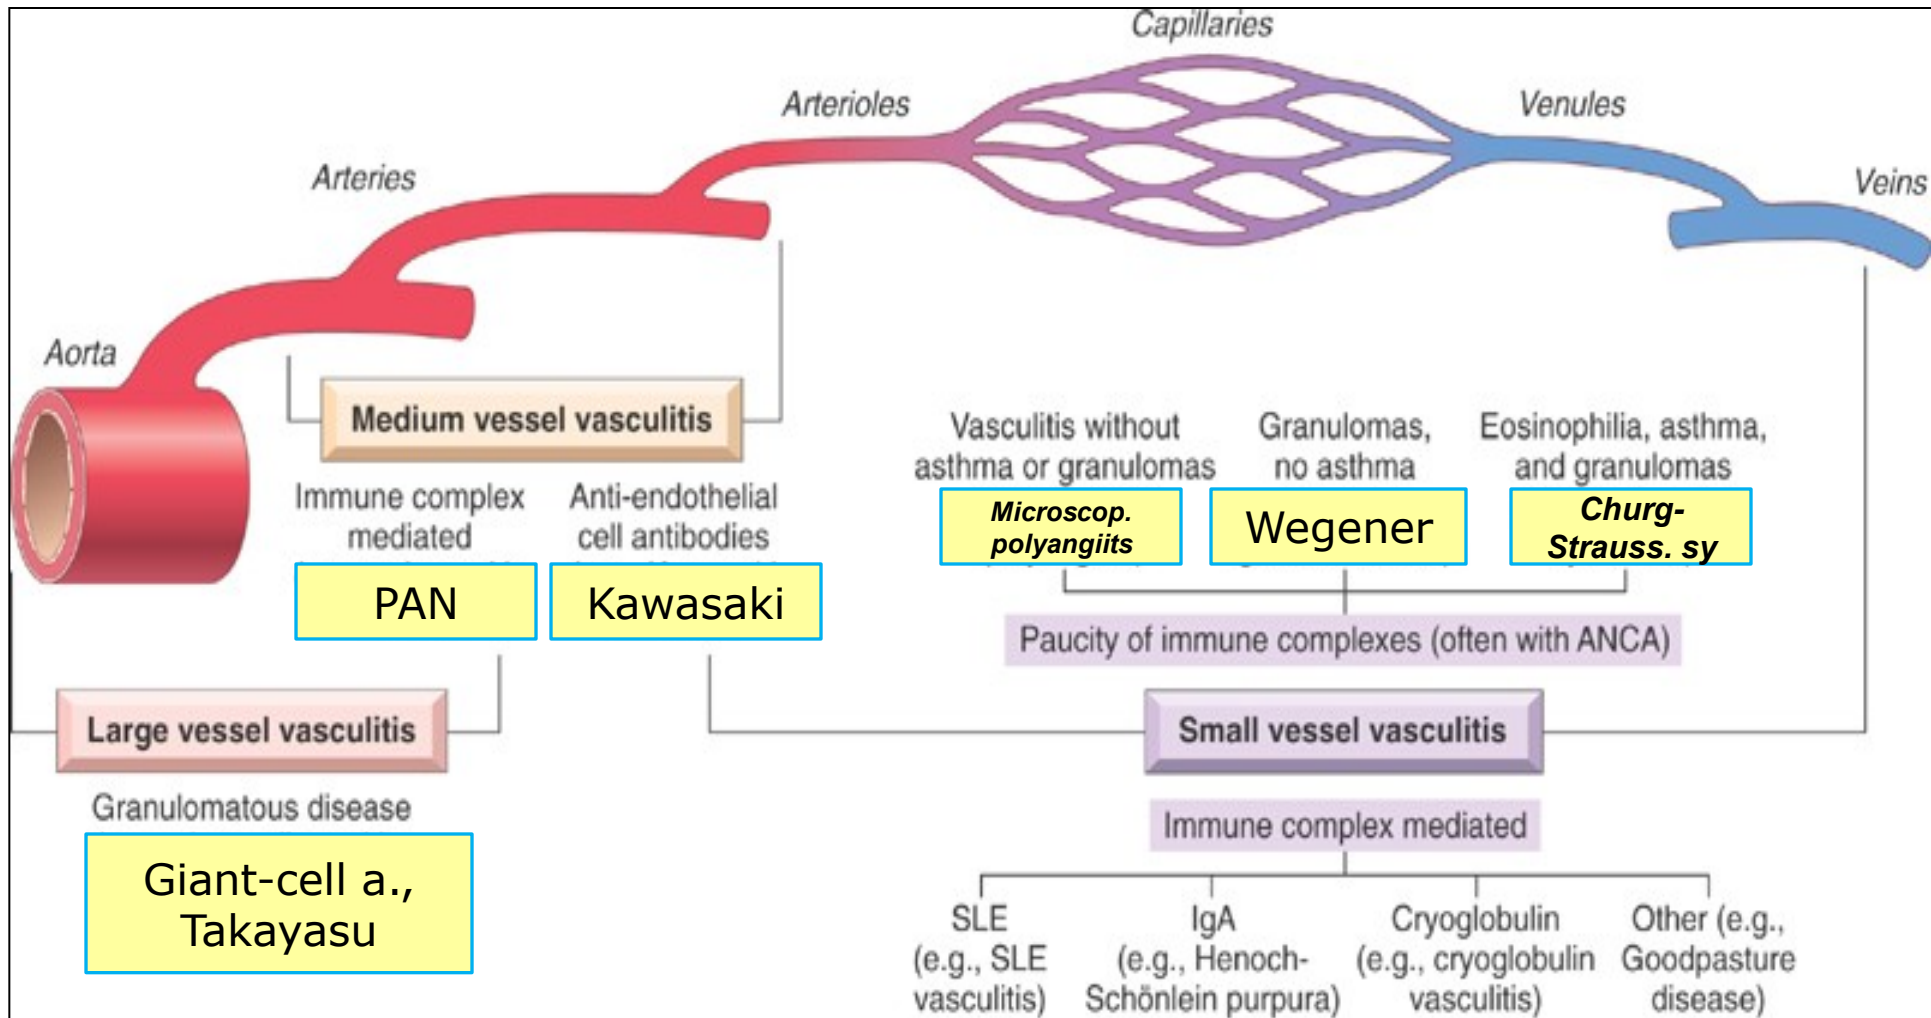 Capillaries
Arterioles
Venules
Arteries
Veins
Aorta
Medium vessel vasculitis
Immune complex
mediated
PAN
Anti-endothelial
cell antibodies
Kawasaki
Vasculitis without
asthma or granulomas
Microscop.
polyangiits
Granulomas,
no asthma
Wegener
Eosinophilia, asthma,
and granulomas
Churg-
Strauss. sy
Paucity of immune complexes (often with ANCA)
Large vessel vasculitis
Small vessel vasculitis
Granulomatous disease
Giant-cell a.,
Takayasu
Immune complex mediated
SLE
(e.g., SLE
vasculitis)
IgA
(e.g., Henoch-
Schönlein purpura)
Cryoglobulin
(e.g., cryoglobulin
vasculitis)
Other (e.g.,
Goodpasture
disease)